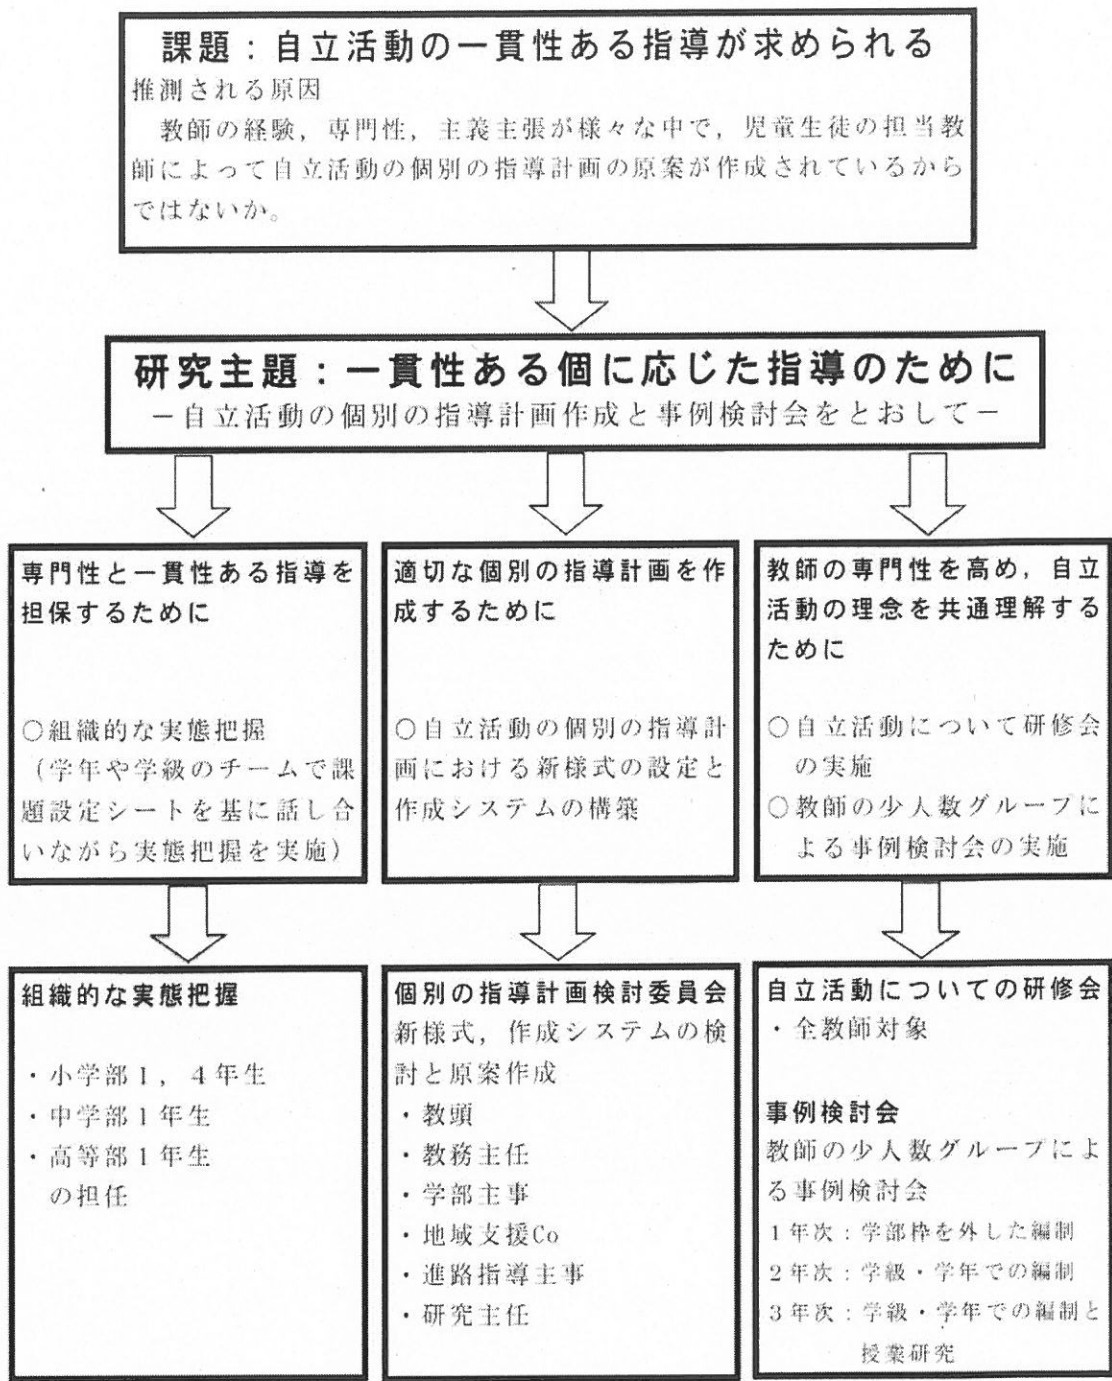 課題：自立活動の一貫性ある指導が求められる
推測される原因
教師の経験，専門性，主義主張が様々な中で，児童生徒の担当教
師によって自立活動の個別の指導計画の原案が作成されているから
ではないか。
研究主題：一貫性ある個に応じた指導のために
－自立活動の個別の指導計画作成と事例検討会をとおして－
専門性と一貫性ある指導を
担保するために
○組織的な実態把握
（学年や学級のチームで課
題設定シートを基に話し合
いながら実態把握を実施）
適切な個別の指導計画を作
成するために
○自立活動の個別の指導計
画における新様式の設定と
作成システムの構築
教師の専門性を高め，自立
活動の理念を共通理解する
ために
○自立活動について研修会
の実施
○教師の少人数グループに
よる事例検討会の実施
組織的な実態把握
・小学部１，４年生
・中学部１年生
・高等部１年生
の担任
個別の指導計画検討委員会
新様式，作成システムの検
討と原案作成
・教頭
・教務主任
・学部主事
・地域支援Co
・進路指導主事
・研究主任
自立活動についての研修会
・全教師対象
事例検討会
教師の少人数グループによ
る事例検討会
１年次：学部枠を外した編制
２年次：学級・学年での編制
３年次：学級・学年での編制と
授業研究